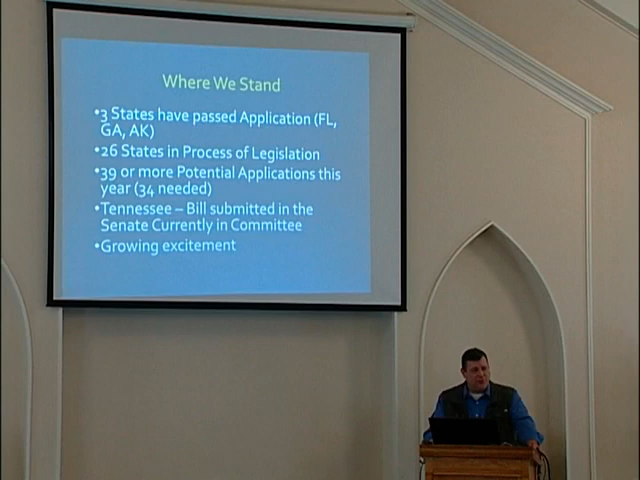 Where We Stand
•3 States have passed Application (FL,
GA, AK)
•26 States in Process of Legislation
•39 or more Potential Applications this
year (34 needed)
•Tennessee – Bill submitted in the
Senate Currently in Committee
•Growing excitement